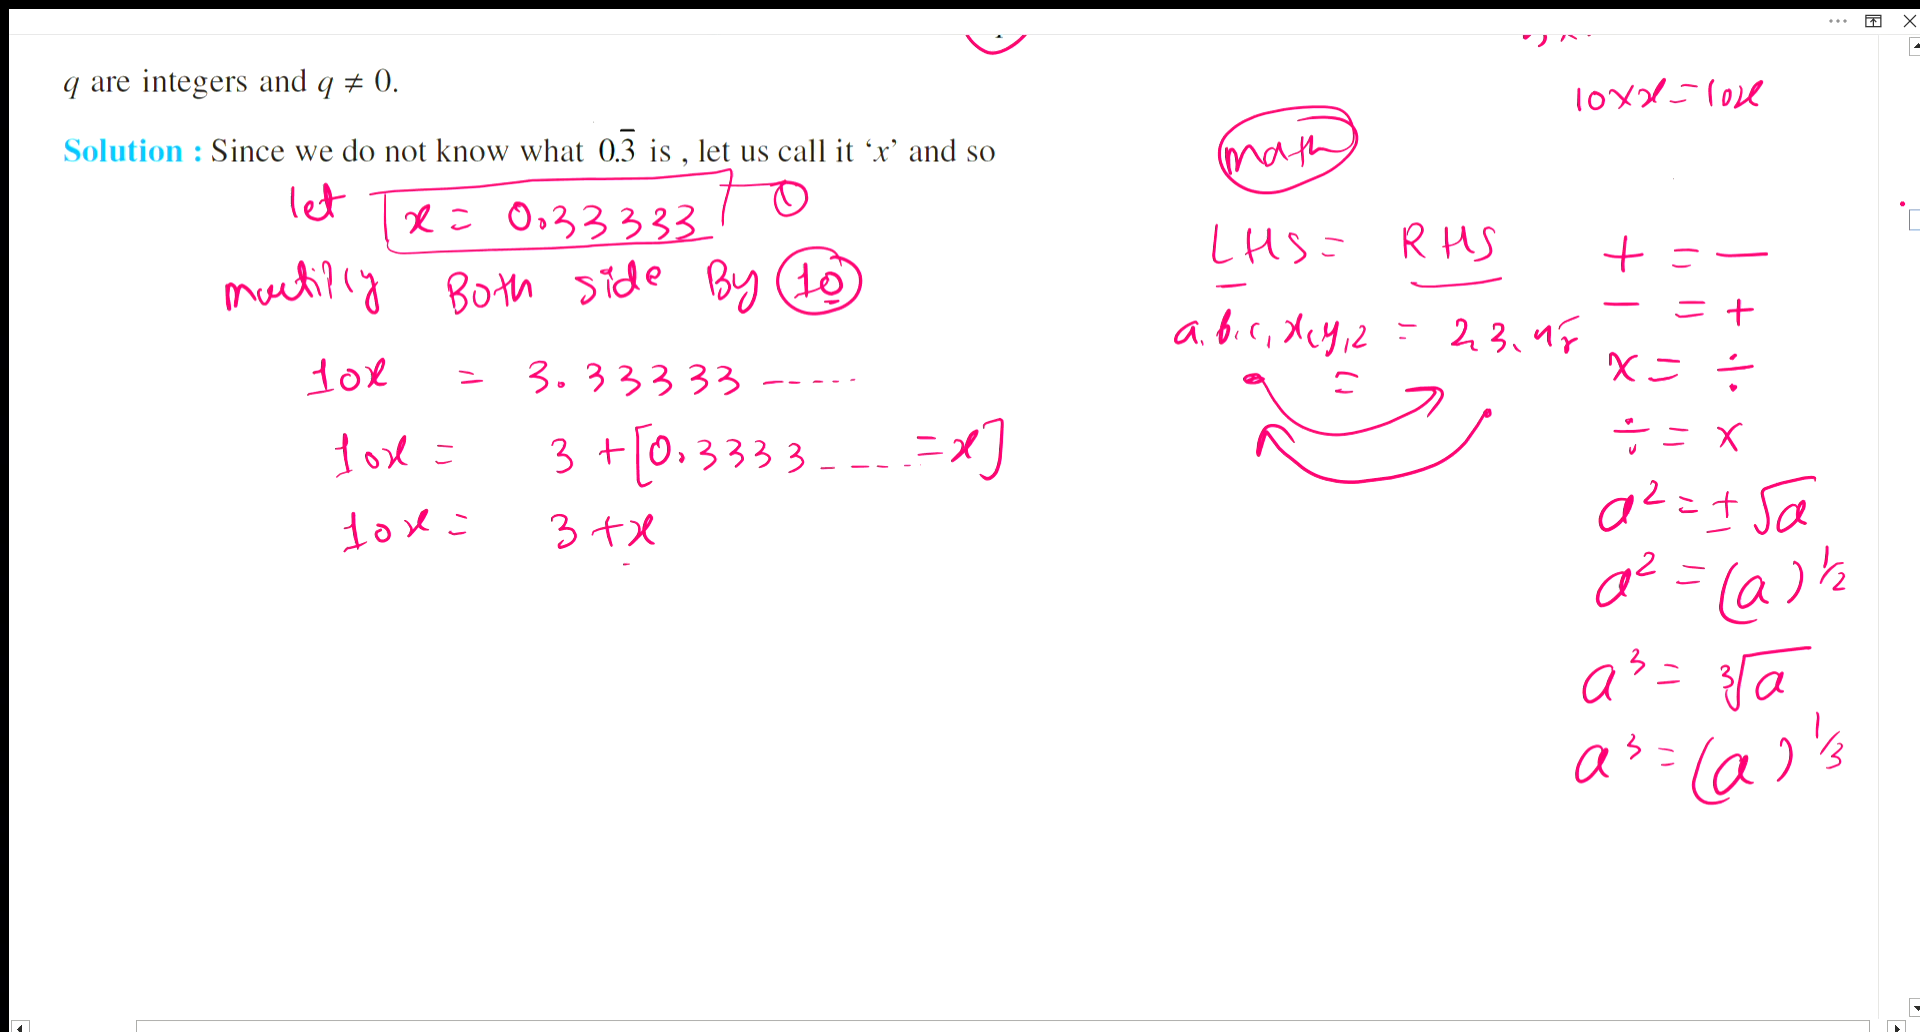 q are integers and q ≠ 0.
Solution : Since we do not know what 0.3̅ is , let us call it ‘x’ and so
let x = 0.33333 ①
multiply Both side By 10
10x = 3.33333 -----
10x = 3 + [0.3333 ---- = x]
10x = 3 + x
10×x = 10x
math
LHS = RHS
a, b, c, x, y, z = 2, 3,
=
+ = −
− = +
× = ÷
÷ = ×
a² = ± √a
a² = (a)^1/2
a³ = ³√a
a³ = (a)^1/3